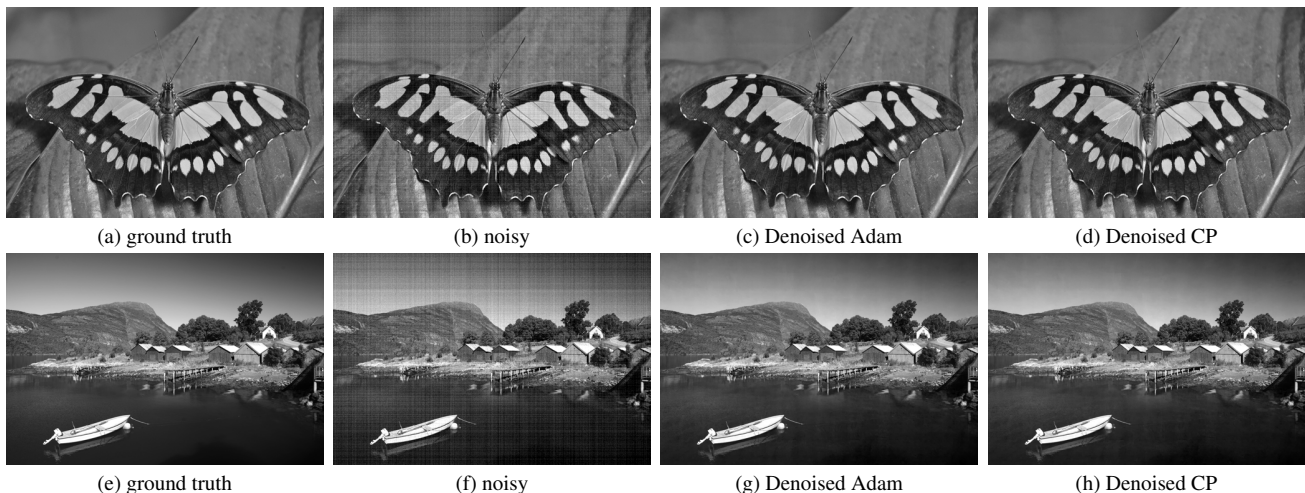 (a) ground truth
(b) noisy
(c) Denoised Adam
(d) Denoised CP
(e) ground truth
(f) noisy
(g) Denoised Adam
(h) Denoised CP